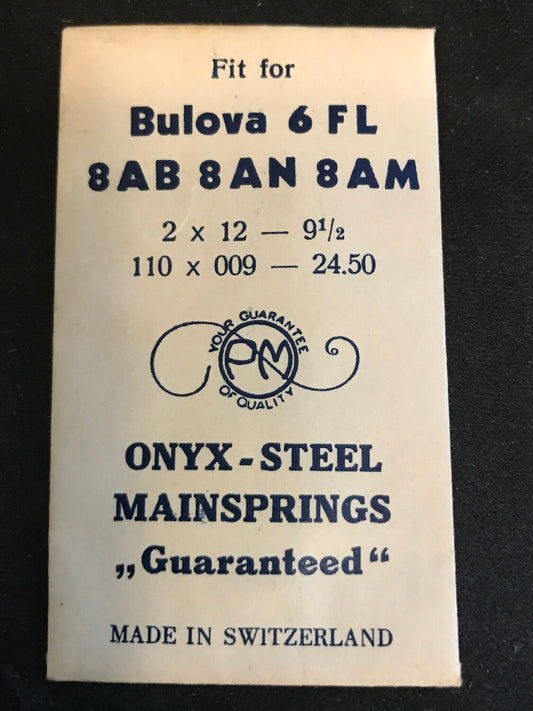 Fit for
Bulova 6 FL
8AB 8AN 8AM
2 x 12 — 9½
110 x 009 — 24.50
YOUR GUARANTEE
PM
OF QUALITY
ONYX-STEEL
MAINSPRINGS
„Guaranteed“
MADE IN SWITZERLAND